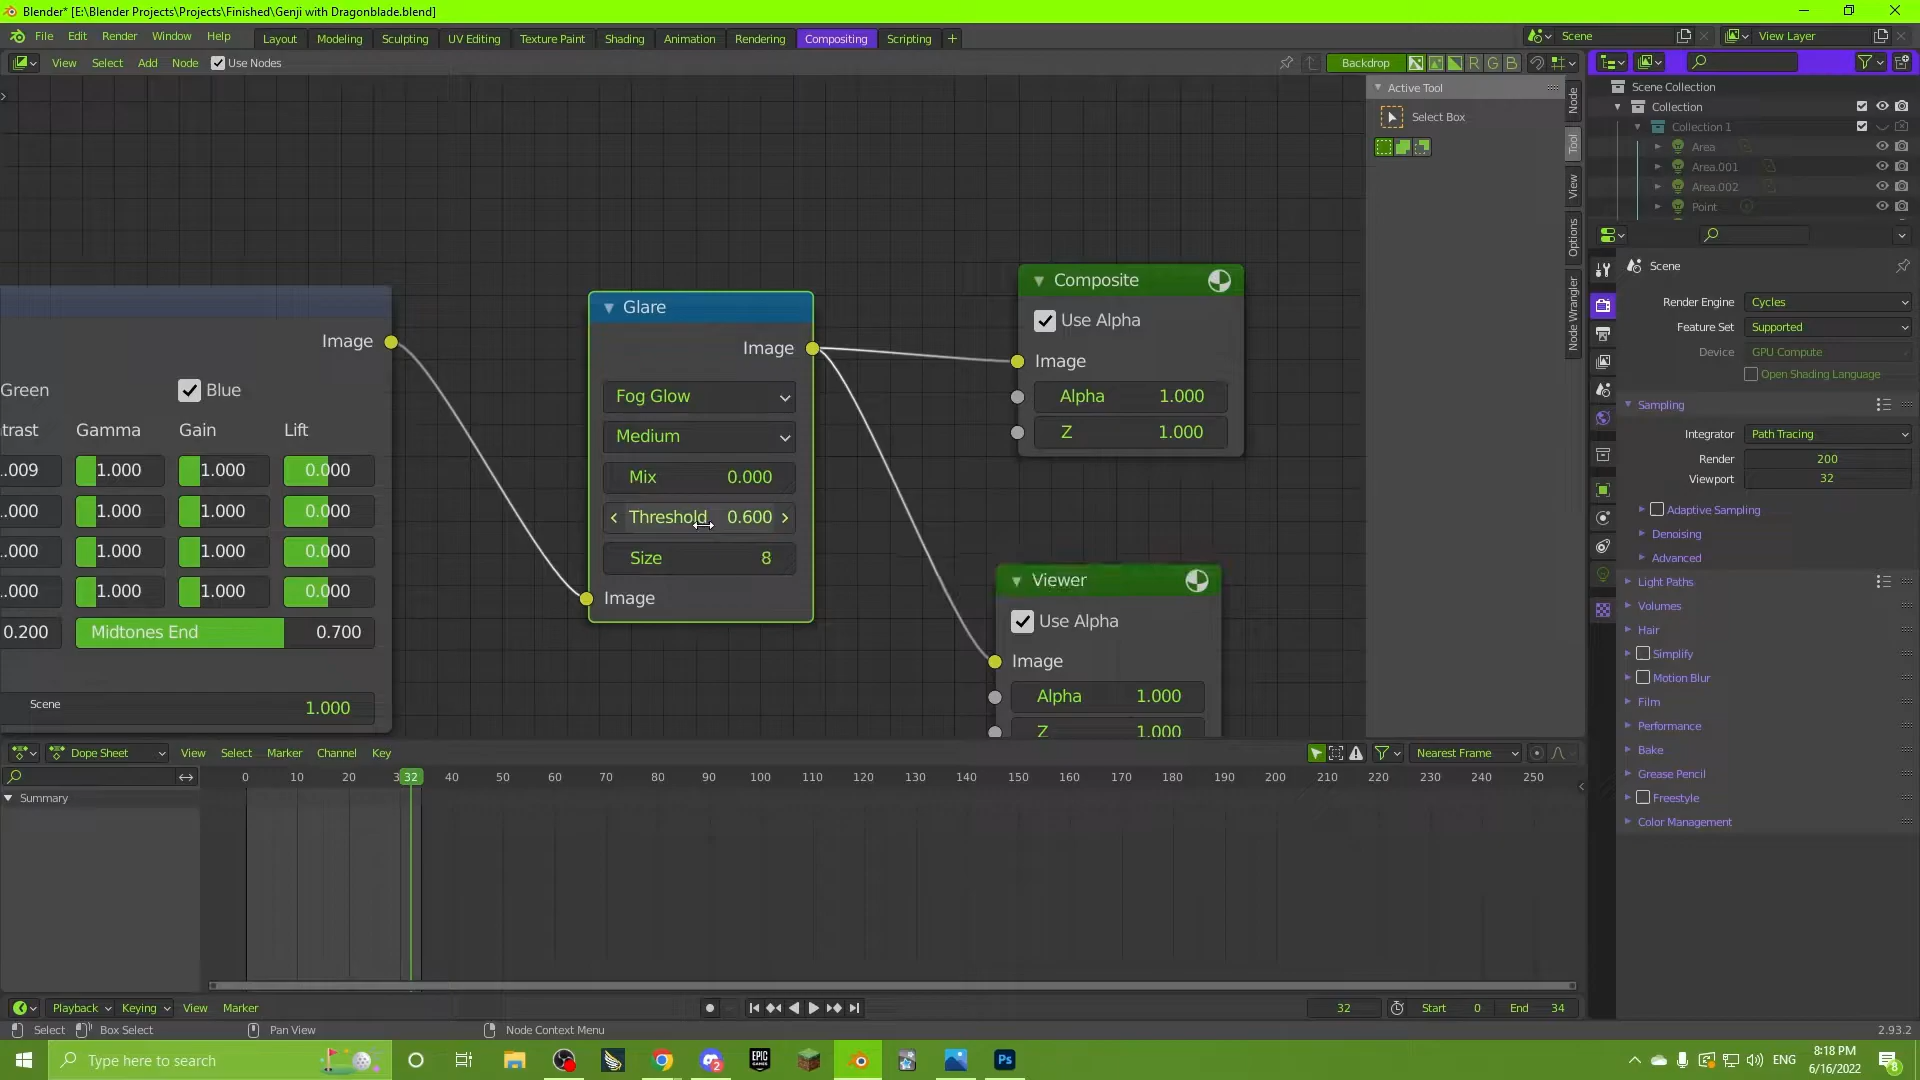 Blender* [E:\Blender Projects\Projects\Finished\Genji with Dragonblade.blend]
File Edit Render Window Help
Layout Modeling Sculpting UV Editing Texture Paint Shading Animation Rendering Compositing Scripting +
Scene
View Layer
View Select Add Node Use Nodes
Backdrop R G B
Active Tool
Select Box
Node
Tool
View
Options
Node Wrangler
Scene Collection
Collection
Collection 1
Area
Area.001
Area.002
Point
Scene
Render Engine Cycles
Feature Set Supported
Device GPU Compute
Open Shading Language
Sampling
Integrator Path Tracing
Render 200
Viewport 32
Adaptive Sampling
Denoising
Advanced
Light Paths
Volumes
Hair
Simplify
Motion Blur
Film
Performance
Bake
Grease Pencil
Freestyle
Color Management
Image
Green Blue
trast Gamma Gain Lift
.009 1.000 1.000 0.000
.000 1.000 1.000 0.000
.000 1.000 1.000 0.000
.000 1.000 1.000 0.000
0.200 Midtones End 0.700
Scene 1.000
Glare
Image
Fog Glow
Medium
Mix 0.000
Threshold 0.600
Size 8
Image
Composite
Use Alpha
Image
Alpha 1.000
Z 1.000
Viewer
Use Alpha
Image
Alpha 1.000
Z 1.000
Dope Sheet View Select Marker Channel Key
Nearest Frame
0 10 20 3 32 40 50 60 70 80 90 100 110 120 130 140 150 160 170 180 190 200 210 220 230 240 250
Summary
Playback Keying View Marker
32 Start 0 End 34
Select Box Select Pan View Node Context Menu
2.93.2
Type here to search
EPIC GAMES
2
Ps
ENG
8:18 PM
6/16/2022
8